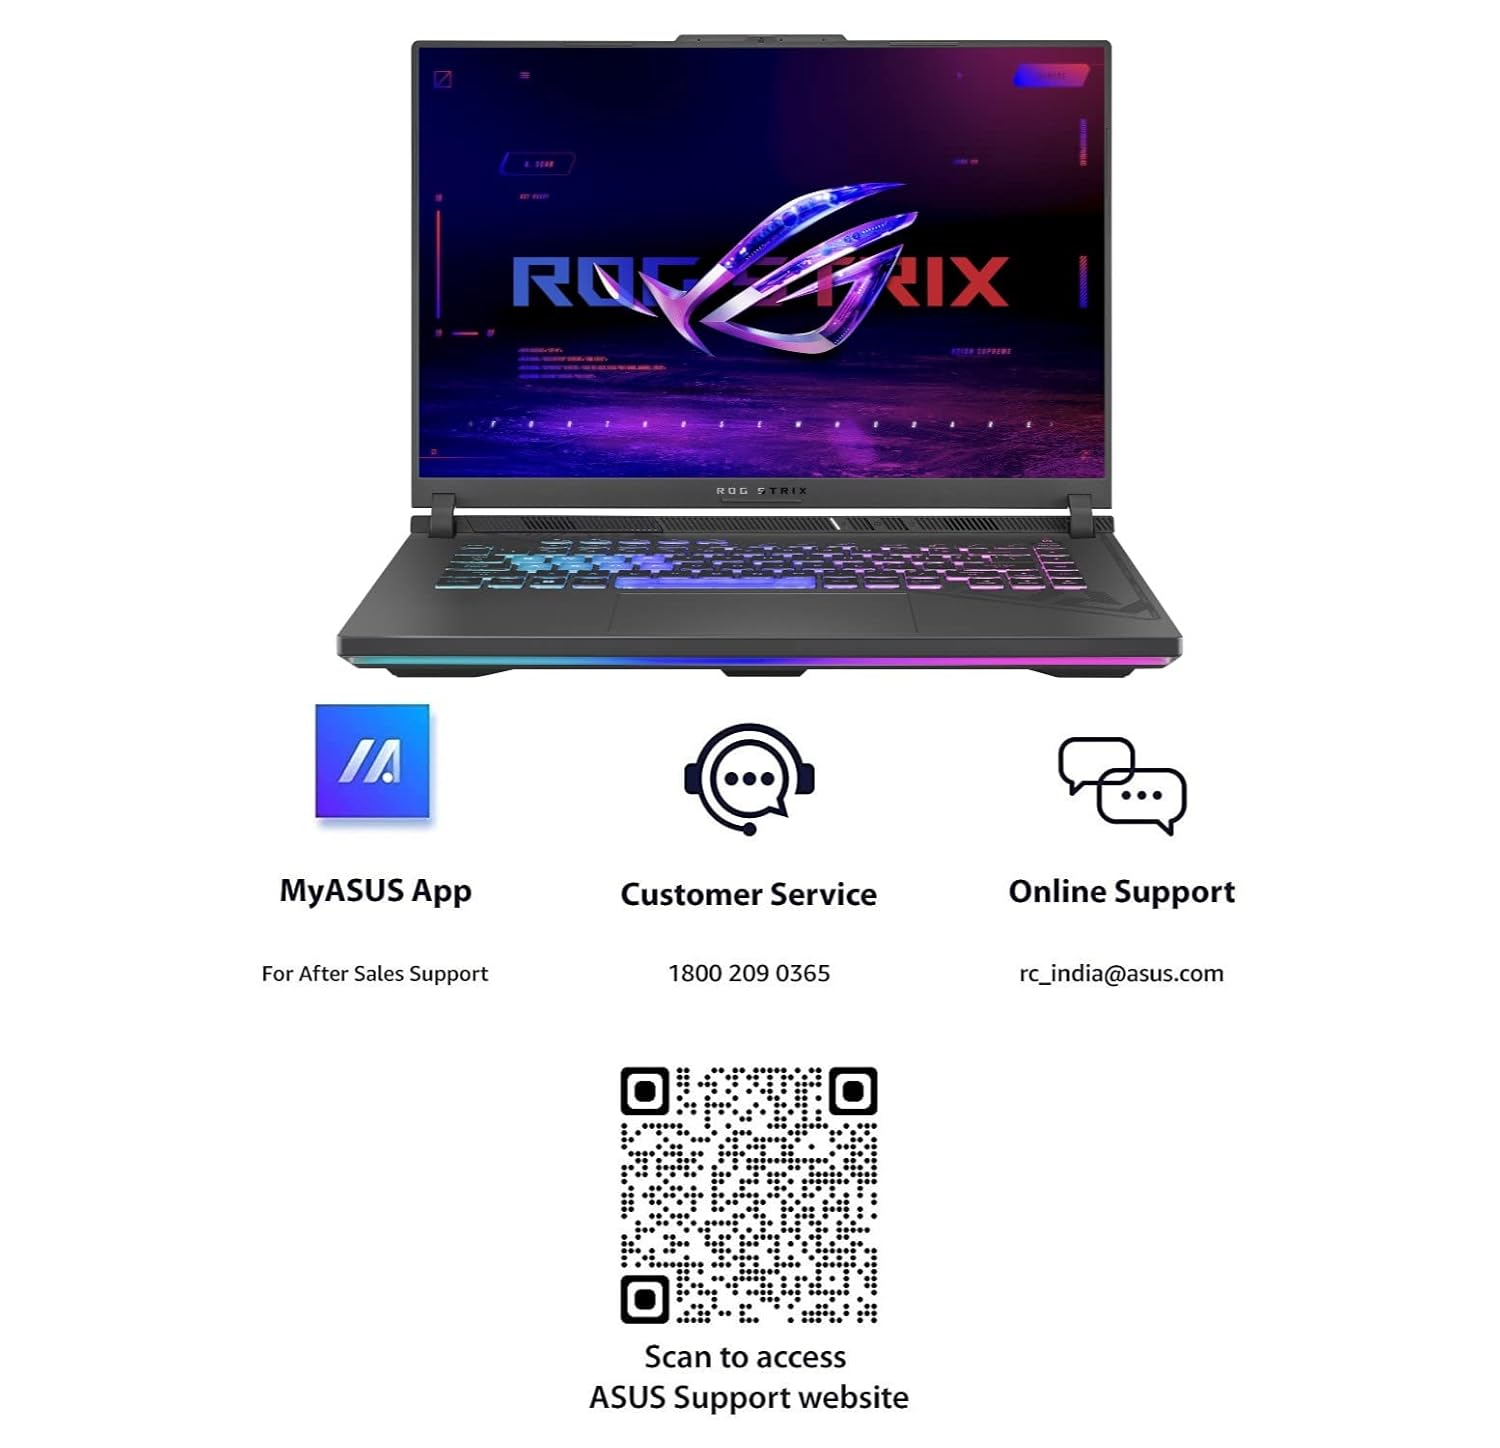 ROG STRIX
ROG STRIX
MyASUS App
Customer Service
Online Support
For After Sales Support
1800 209 0365
rc_india@asus.com
Scan to access
ASUS Support website